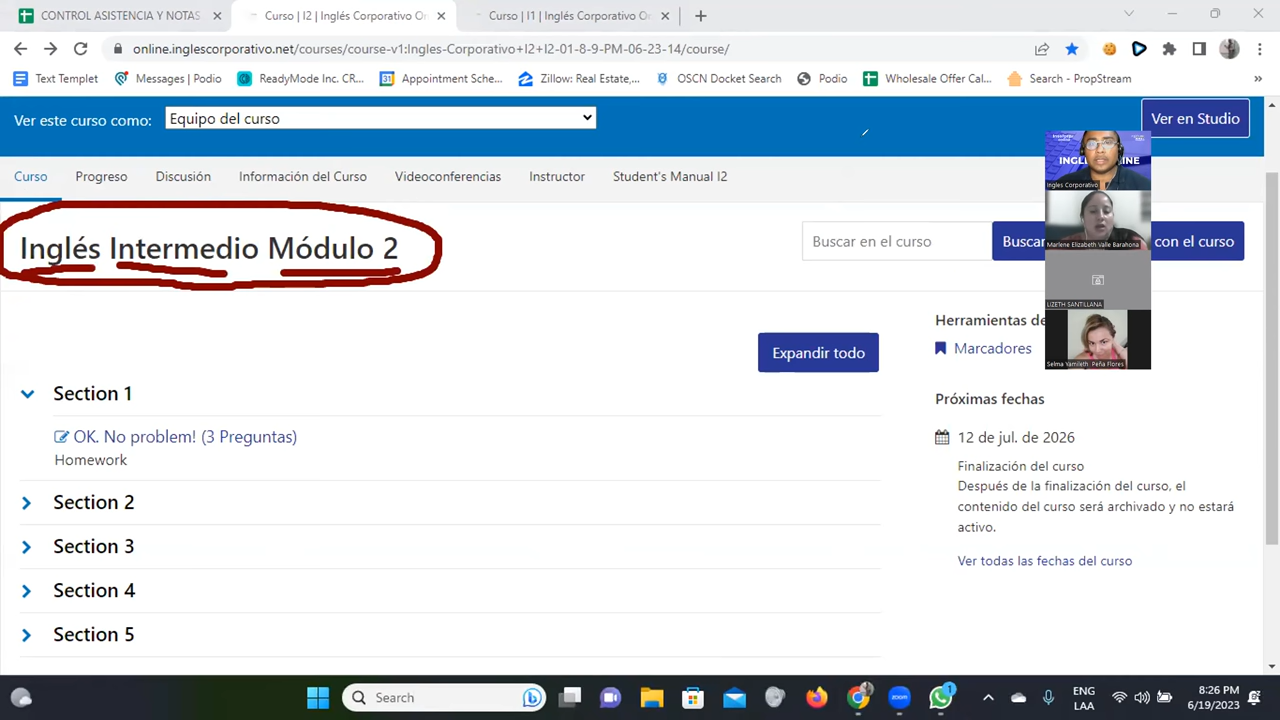 CONTROL ASISTENCIA Y NOTAS
Curso | I2 | Inglés Corporativo On
Curso | I1 | Inglés Corporativo On
online.inglescorporativo.net/courses/course-v1:Ingles-Corporativo+I2+I2-01-8-9-PM-06-23-14/course/
Text Templet
Messages | Podio
ReadyMode Inc. CR...
Appointment Sche...
Zillow: Real Estate,...
OSCN Docket Search
Podio
Wholesale Offer Cal...
Search - PropStream
»
Ver este curso como:
Equipo del curso
Ver en Studio
Curso
Progreso
Discusión
Información del Curso
Videoconferencias
Instructor
Student's Manual I2
Ingles Corporativo
Marlene Elizabeth Valle Barahona
LIZETH SANTILLANA
Selma Yamileth Peña Flores
Inglés Intermedio Módulo 2
Buscar en el curso
Buscar
con el curso
Expandir todo
Section 1
OK. No problem! (3 Preguntas)
Homework
Section 2
Section 3
Section 4
Section 5
Herramientas de
Marcadores
Próximas fechas
12 de jul. de 2026
Finalización del curso
Después de la finalización del curso, el
contenido del curso será archivado y no estará
activo.
Ver todas las fechas del curso
Search
zoom
1
ENG
LAA
8:26 PM
6/19/2023